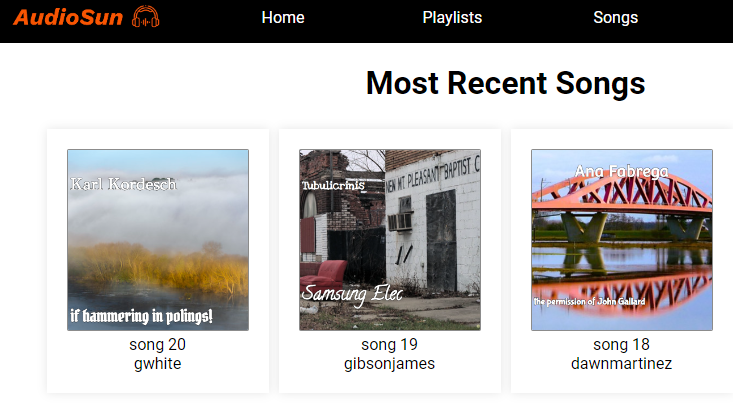 AudioSun
Home
Playlists
Songs
Most Recent Songs
Karl Kordesch
if hammering in polings!
song 20
gwhite
Tubulicrinis
NEW MT. PLEASANT BAPTIST C
Samsung Elec
song 19
gibsonjames
Ana Fabrega
The permission of John Gallard
song 18
dawnmartinez